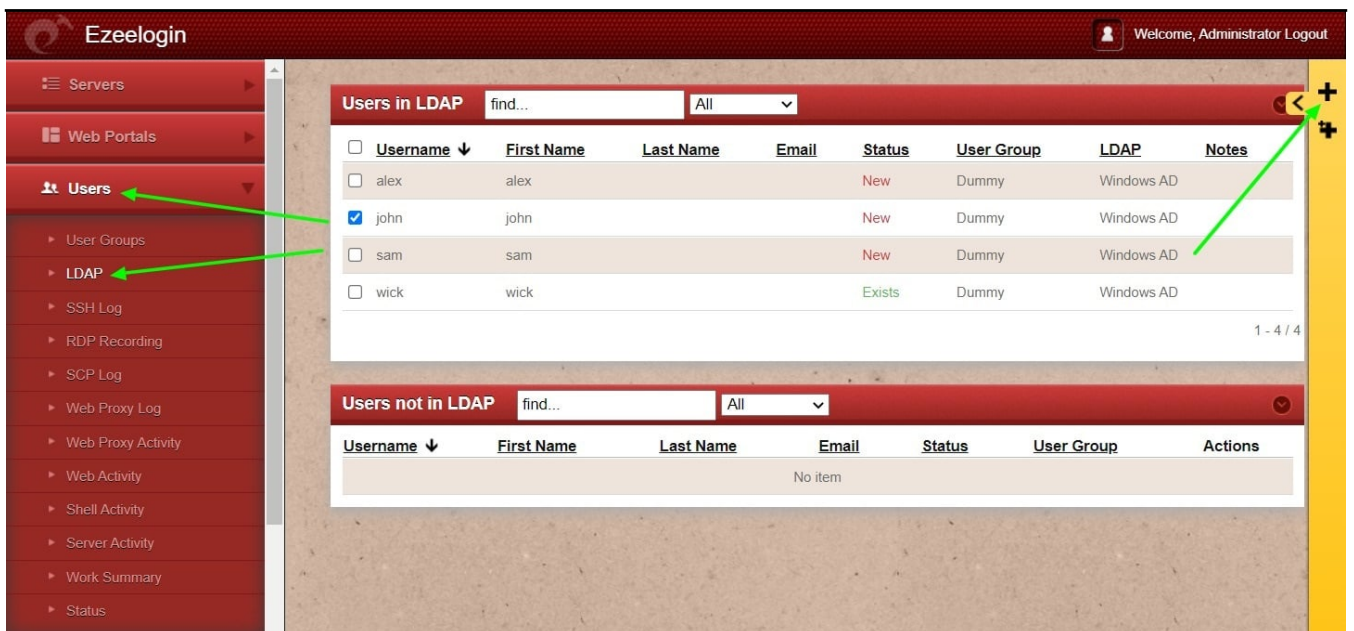 Ezeelogin
Welcome, Administrator Logout
Servers
Web Portals
Users
User Groups
LDAP
SSH Log
RDP Recording
SCP Log
Web Proxy Log
Web Proxy Activity
Web Activity
Shell Activity
Server Activity
Work Summary
Status
Users in LDAP find... All
Username First Name Last Name Email Status User Group LDAP Notes
alex alex New Dummy Windows AD
john john New Dummy Windows AD
sam sam New Dummy Windows AD
wick wick Exists Dummy Windows AD
1 - 4 / 4
Users not in LDAP find... All
Username First Name Last Name Email Status User Group Actions
No item